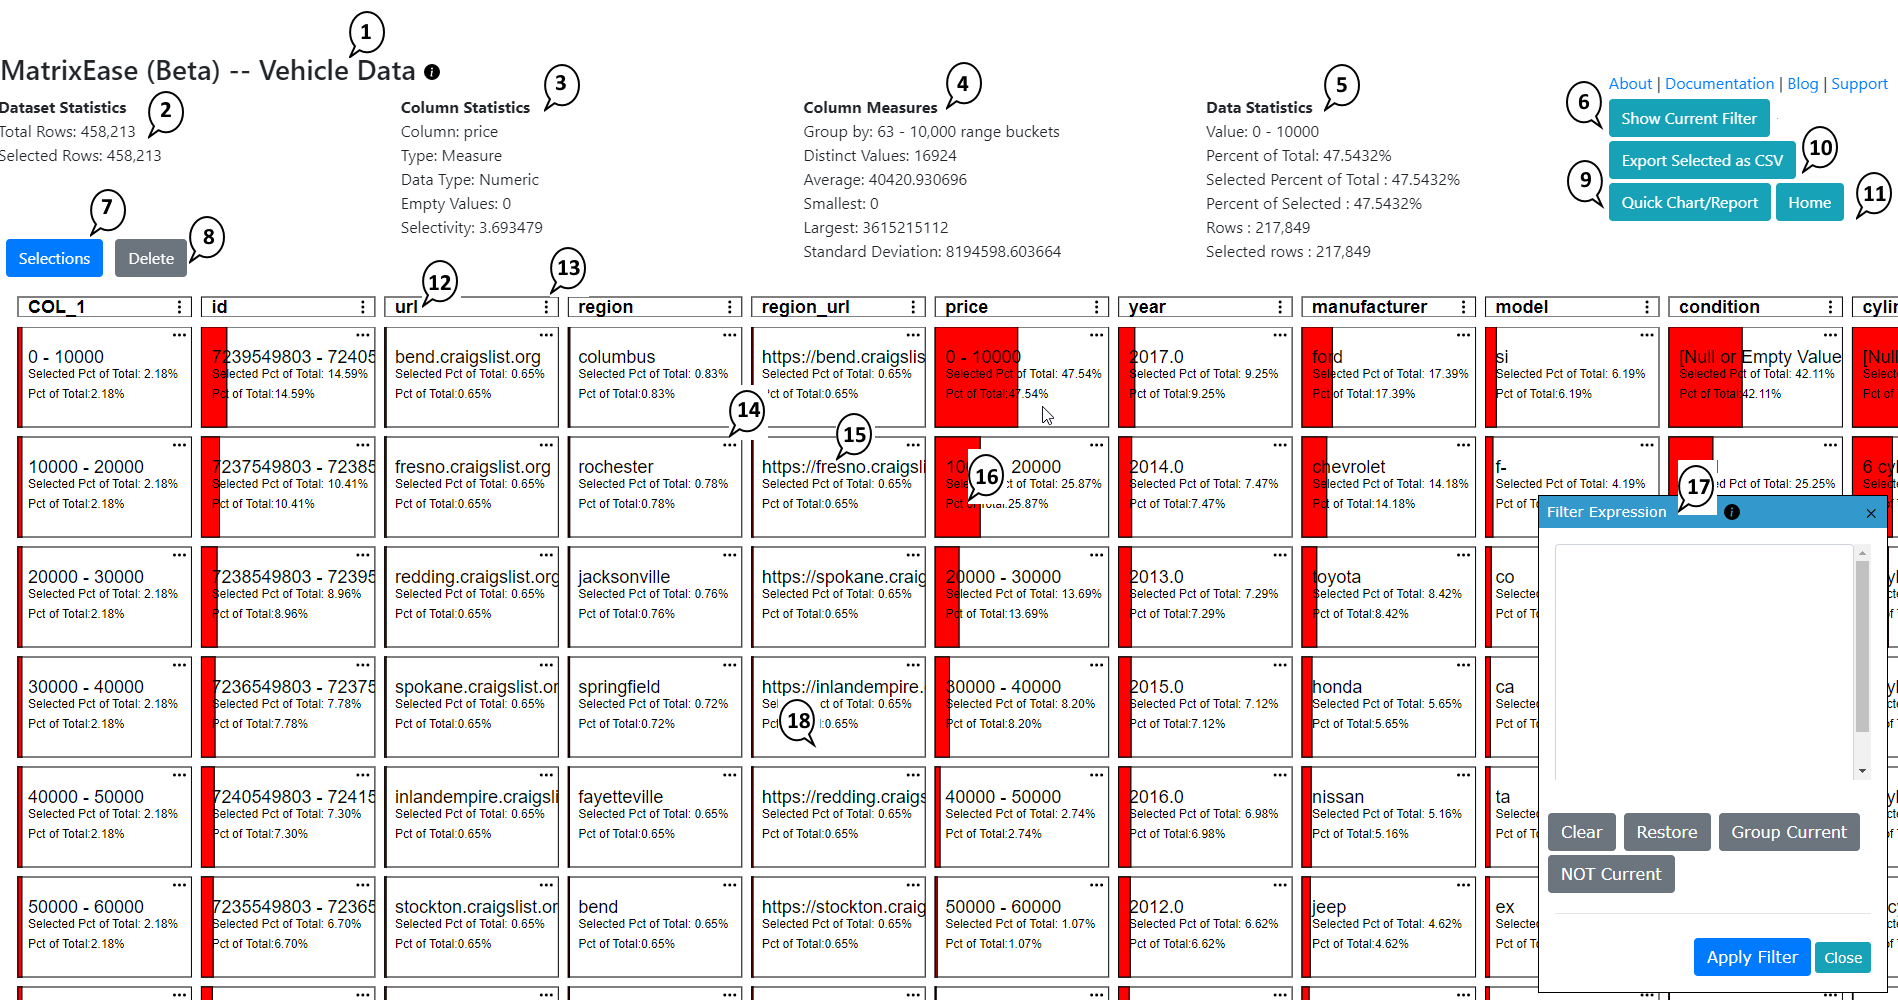 1
MatrixEase (Beta) -- Vehicle Data
2
3
4
5
Dataset Statistics
Total Rows: 458,213
Selected Rows: 458,213
Column Statistics
Column: price
Type: Measure
Data Type: Numeric
Empty Values: 0
Selectivity: 3.693479
Column Measures
Group by: 63 - 10,000 range buckets
Distinct Values: 16924
Average: 40420.930696
Smallest: 0
Largest: 3615215112
Standard Deviation: 8194598.603664
Data Statistics
Value: 0 - 10000
Percent of Total: 47.5432%
Selected Percent of Total : 47.5432%
Percent of Selected : 47.5432%
Rows : 217,849
Selected rows : 217,849
About | Documentation | Blog | Support
6
Show Current Filter
Export Selected as CSV
10
9
Quick Chart/Report
Home
11
7
Selections
Delete
8
12
13
COL_1
id
url
region
region_url
price
year
manufacturer
model
condition
cylin
0 - 10000
Selected Pct of Total: 2.18%
Pct of Total:2.18%
7239549803 - 72405
Selected Pct of Total: 14.59%
Pct of Total:14.59%
bend.craigslist.org
Selected Pct of Total: 0.65%
Pct of Total:0.65%
columbus
Selected Pct of Total: 0.83%
Pct of Total:0.83%
https://bend.craigslis
Selected Pct of Total: 0.65%
Pct of Total:0.65%
0 - 10000
Selected Pct of Total: 47.54%
Pct of Total:47.54%
2017.0
Selected Pct of Total: 9.25%
Pct of Total:9.25%
ford
Selected Pct of Total: 17.39%
Pct of Total:17.39%
si
Selected Pct of Total: 6.19%
Pct of Total:6.19%
[Null or Empty Value
Selected Pct of Total: 42.11%
Pct of Total:42.11%
[Null
Select
Pct of T
14
15
16
17
10000 - 20000
Selected Pct of Total: 2.18%
Pct of Total:2.18%
7237549803 - 72385
Selected Pct of Total: 10.41%
Pct of Total:10.41%
fresno.craigslist.org
Selected Pct of Total: 0.65%
Pct of Total:0.65%
rochester
Selected Pct of Total: 0.78%
Pct of Total:0.78%
https://fresno.craigsli
Selected Pct of Total: 0.65%
Pct of Total:0.65%
10 20000
Selec of Total: 25.87%
Pct of Total:25.87%
2014.0
Selected Pct of Total: 7.47%
Pct of Total:7.47%
chevrolet
Selected Pct of Total: 14.18%
Pct of Total:14.18%
f-
Selected Pct of Total: 4.19%
d Pct of Total: 25.25%
6 cyl
Selecte
20000 - 30000
Selected Pct of Total: 2.18%
Pct of Total:2.18%
7238549803 - 72395
Selected Pct of Total: 8.96%
Pct of Total:8.96%
redding.craigslist.org
Selected Pct of Total: 0.65%
Pct of Total:0.65%
jacksonville
Selected Pct of Total: 0.76%
Pct of Total:0.76%
https://spokane.craig
Selected Pct of Total: 0.65%
Pct of Total:0.65%
20000 - 30000
Selected Pct of Total: 13.69%
Pct of Total:13.69%
2013.0
Selected Pct of Total: 7.29%
Pct of Total:7.29%
toyota
Selected Pct of Total: 8.42%
Pct of Total:8.42%
co
Selected
Pct of To
30000 - 40000
Selected Pct of Total: 2.18%
Pct of Total:2.18%
7236549803 - 72375
Selected Pct of Total: 7.78%
Pct of Total:7.78%
spokane.craigslist.or
Selected Pct of Total: 0.65%
Pct of Total:0.65%
springfield
Selected Pct of Total: 0.72%
Pct of Total:0.72%
https://inlandempire.
Sel ct of Total: 0.65%
Pct l:0.65%
18
30000 - 40000
Selected Pct of Total: 8.20%
Pct of Total:8.20%
2015.0
Selected Pct of Total: 7.12%
Pct of Total:7.12%
honda
Selected Pct of Total: 5.65%
Pct of Total:5.65%
ca
Selected
Pct of To
40000 - 50000
Selected Pct of Total: 2.18%
Pct of Total:2.18%
7240549803 - 72415
Selected Pct of Total: 7.30%
Pct of Total:7.30%
inlandempire.craigsli
Selected Pct of Total: 0.65%
Pct of Total:0.65%
fayetteville
Selected Pct of Total: 0.65%
Pct of Total:0.65%
https://redding.craigs
Selected Pct of Total: 0.65%
Pct of Total:0.65%
40000 - 50000
Selected Pct of Total: 2.74%
Pct of Total:2.74%
2016.0
Selected Pct of Total: 6.98%
Pct of Total:6.98%
nissan
Selected Pct of Total: 5.16%
Pct of Total:5.16%
ta
Selected
Pct of To
50000 - 60000
Selected Pct of Total: 2.18%
Pct of Total:2.18%
7235549803 - 72365
Selected Pct of Total: 6.70%
Pct of Total:6.70%
stockton.craigslist.or
Selected Pct of Total: 0.65%
Pct of Total:0.65%
bend
Selected Pct of Total: 0.65%
Pct of Total:0.65%
https://stockton.craig
Selected Pct of Total: 0.65%
Pct of Total:0.65%
50000 - 60000
Selected Pct of Total: 1.07%
Pct of Total:1.07%
2012.0
Selected Pct of Total: 6.62%
Pct of Total:6.62%
jeep
Selected Pct of Total: 4.62%
Pct of Total:4.62%
ex
Selected
Pct of To
Filter Expression
Clear
Restore
Group Current
NOT Current
Apply Filter
Close